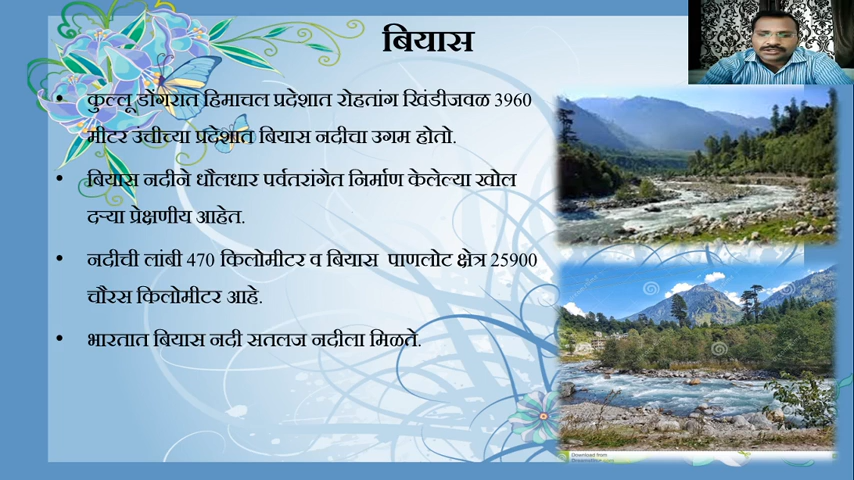 बियास
• कुल्लू डोंगरात हिमाचल प्रदेशात रोहतांग खिंडीजवळ 3960
मीटर उंचीच्या प्रदेशात बियास नदीचा उगम होतो.
• बियास नदीने धौलधार पर्वतरांगेत निर्माण केलेल्या खोल
दऱ्या प्रेक्षणीय आहेत.
• नदीची लांबी 470 किलोमीटर व बियास पाणलोट क्षेत्र 25900
चौरस किलोमीटर आहे.
• भारतात बियास नदी सतलज नदीला मिळते.
Download from